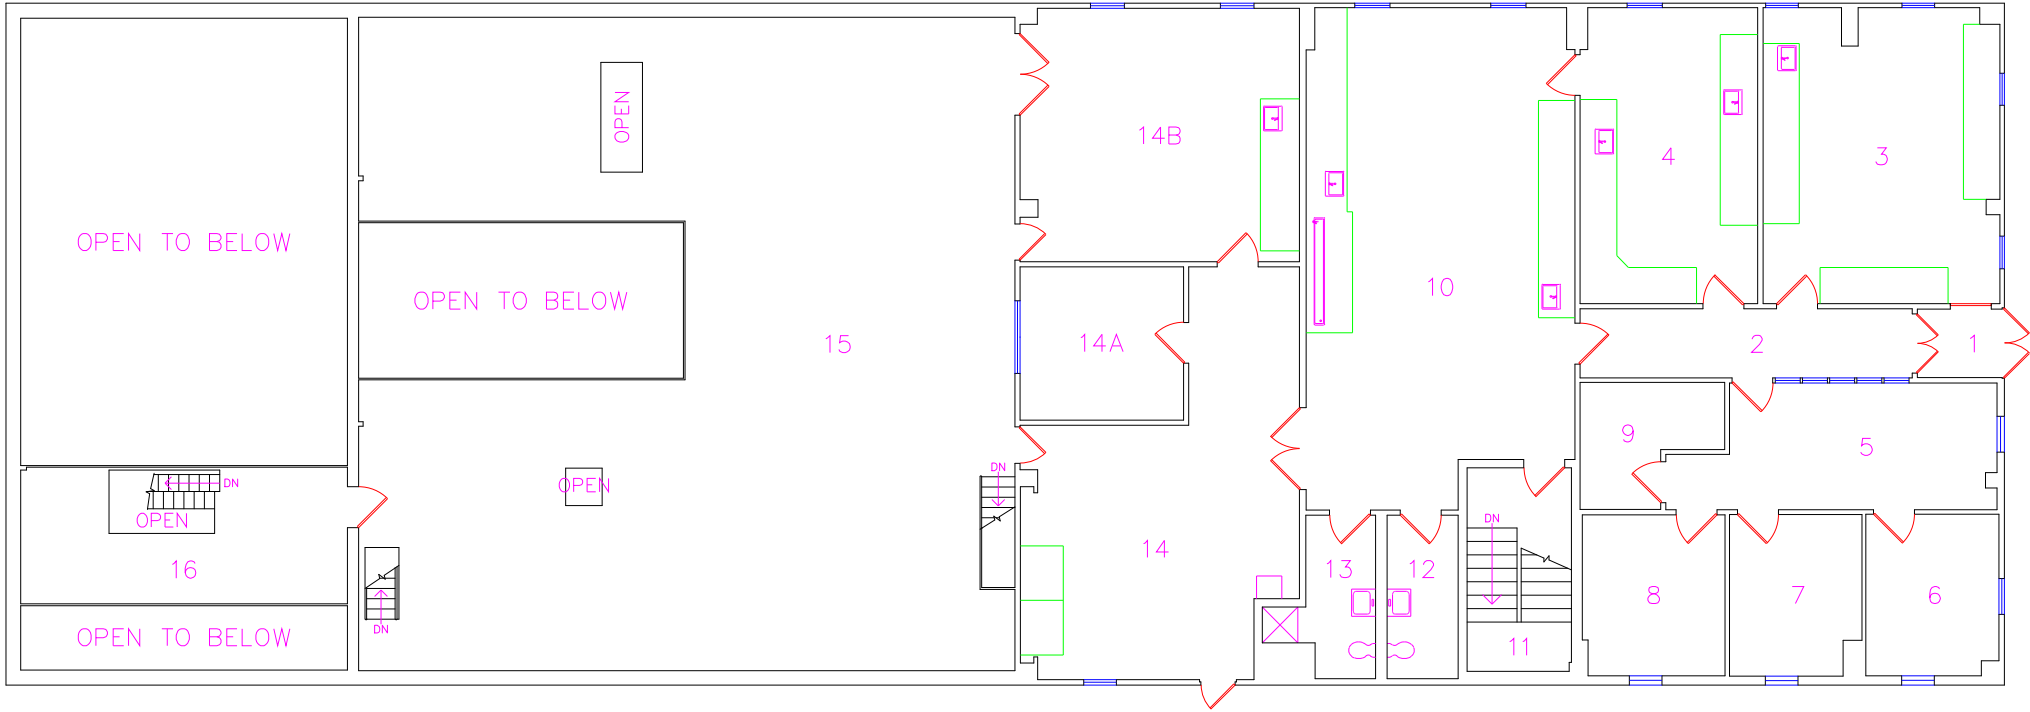 OPEN
14B
4
3
OPEN TO BELOW
OPEN TO BELOW
10
15
14A
2
1
9
5
DN
DN
OPEN
DN
OPEN
14
16
13
12
8
7
6
DN
OPEN TO BELOW
11